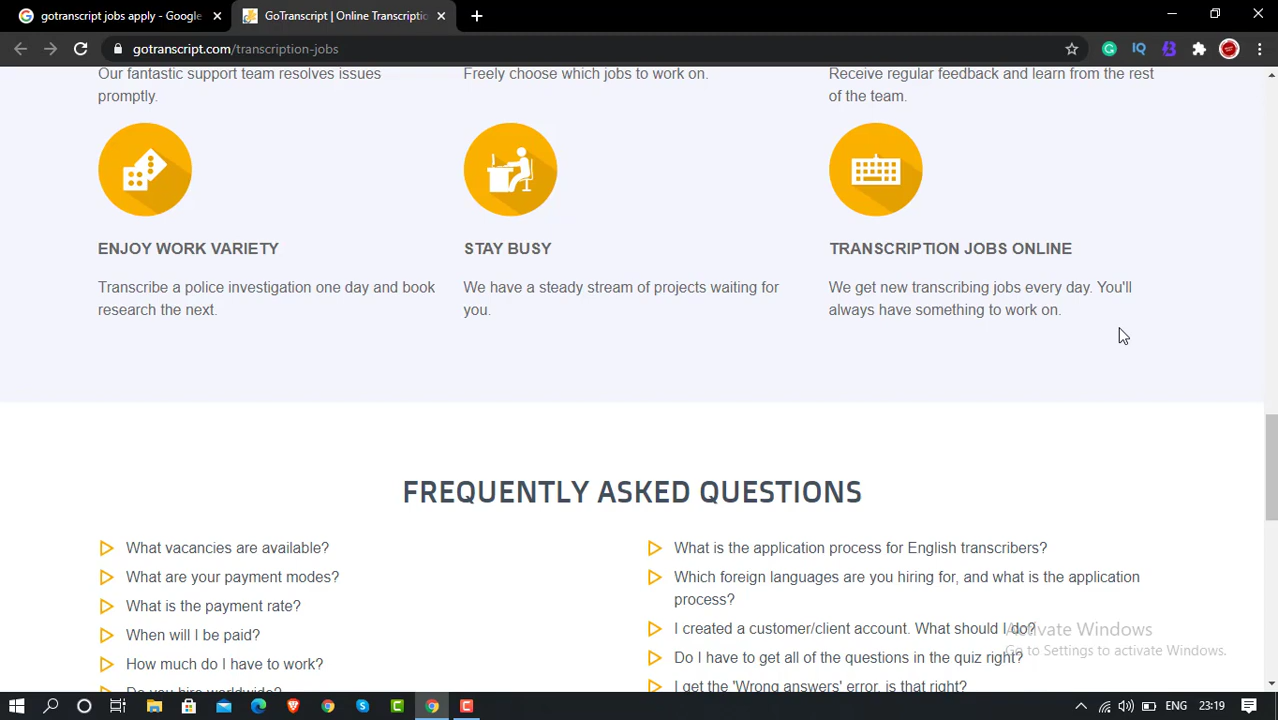 gotranscript jobs apply - Google
GoTranscript | Online Transcriptio
gotranscript.com/transcription-jobs
Our fantastic support team resolves issues
promptly.
Freely choose which jobs to work on.
Receive regular feedback and learn from the rest
of the team.
ENJOY WORK VARIETY
Transcribe a police investigation one day and book
research the next.
STAY BUSY
We have a steady stream of projects waiting for
you.
TRANSCRIPTION JOBS ONLINE
We get new transcribing jobs every day. You'll
always have something to work on.
FREQUENTLY ASKED QUESTIONS
What vacancies are available?
What are your payment modes?
What is the payment rate?
When will I be paid?
How much do I have to work?
Do you hire worldwide?
What is the application process for English transcribers?
Which foreign languages are you hiring for, and what is the application
process?
I created a customer/client account. What should I do?
Do I have to get all of the questions in the quiz right?
I get the 'Wrong answers' error, is that right?
Activate Windows
Go to Settings to activate Windows.
ENG
23:19